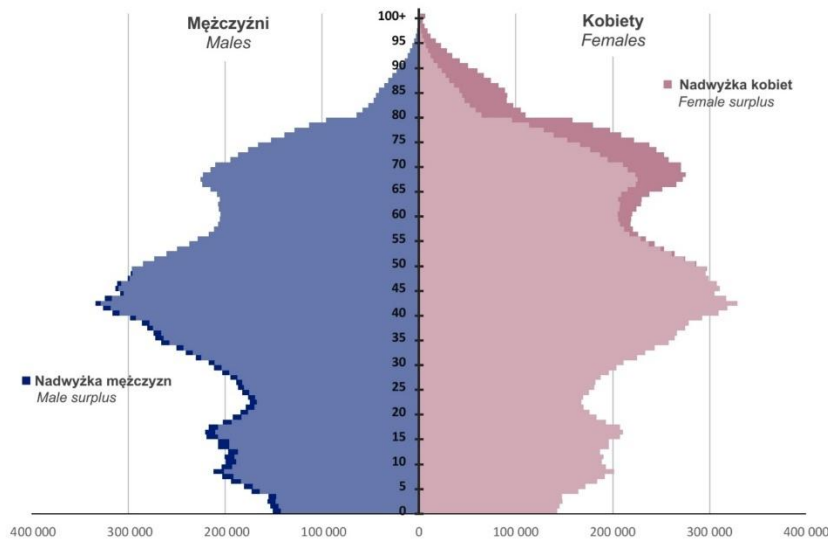 Mężczyźni
Males
Kobiety
Females
Nadwyżka kobiet
Female surplus
Nadwyżka mężczyzn
Male surplus
100+
95
90
85
80
75
70
65
60
55
50
45
40
35
30
25
20
15
10
5
0
400 000 300 000 200 000 100 000 0 100 000 200 000 300 000 400 000